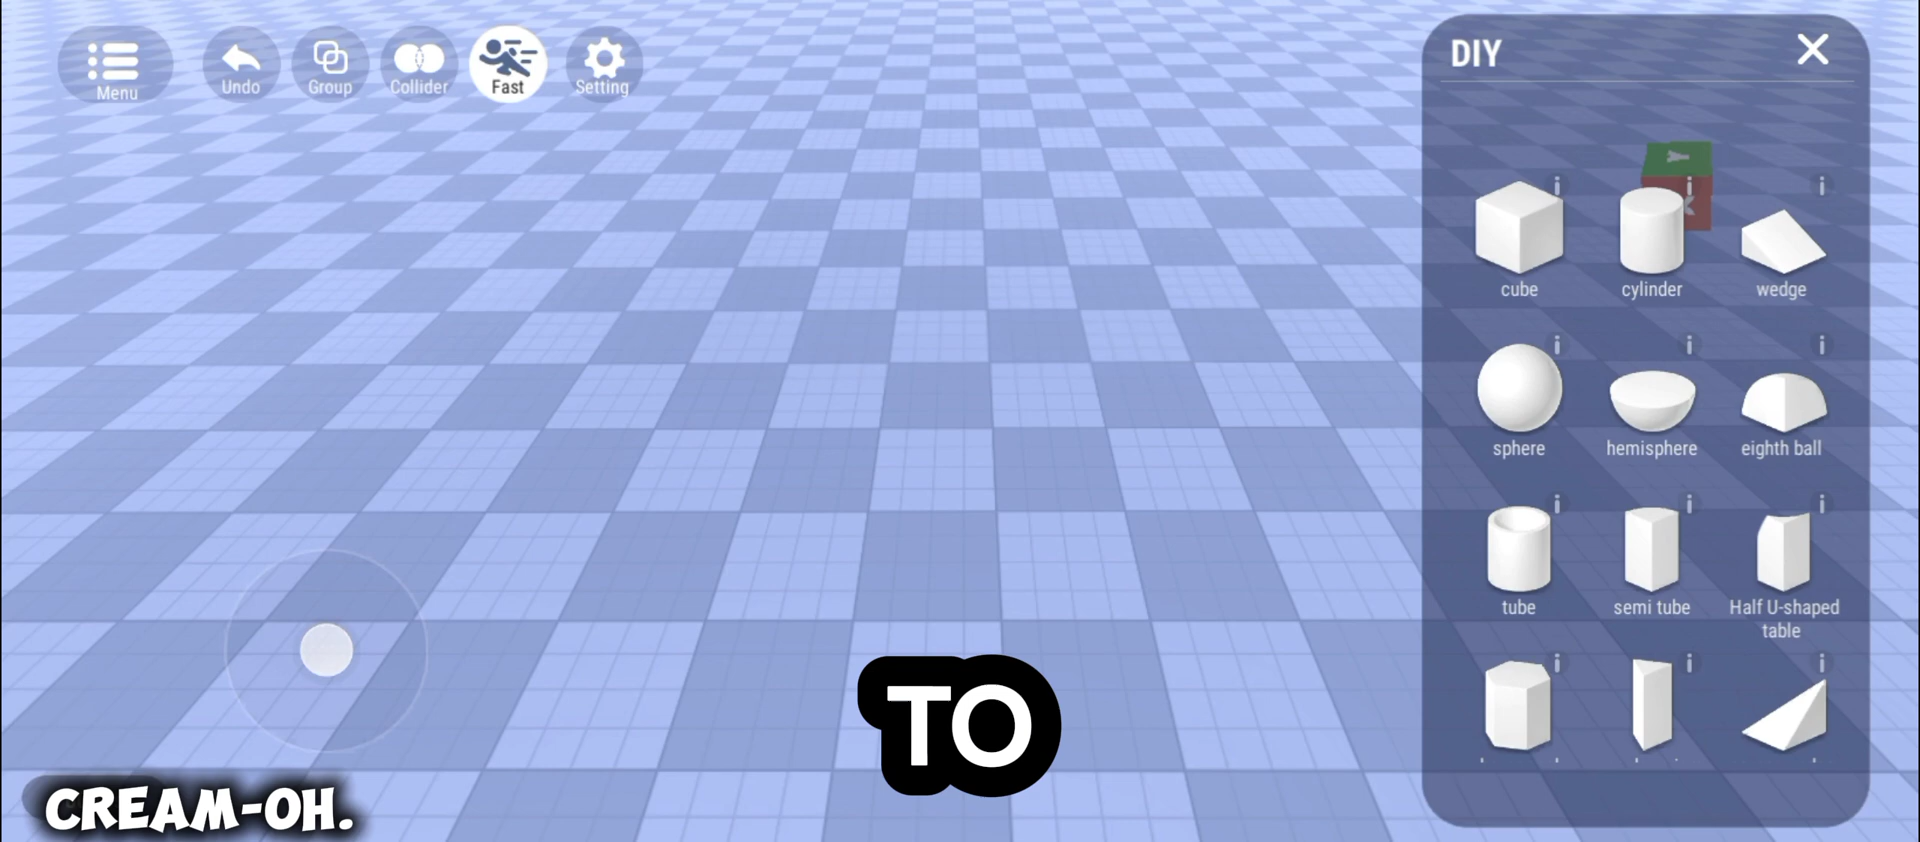 Menu
Undo
Group
Collider
Fast
Setting
DIY
Y
X
cube
cylinder
wedge
sphere
hemisphere
eighth ball
tube
semi tube
Half U-shaped
table
TO
CREAM-OH.